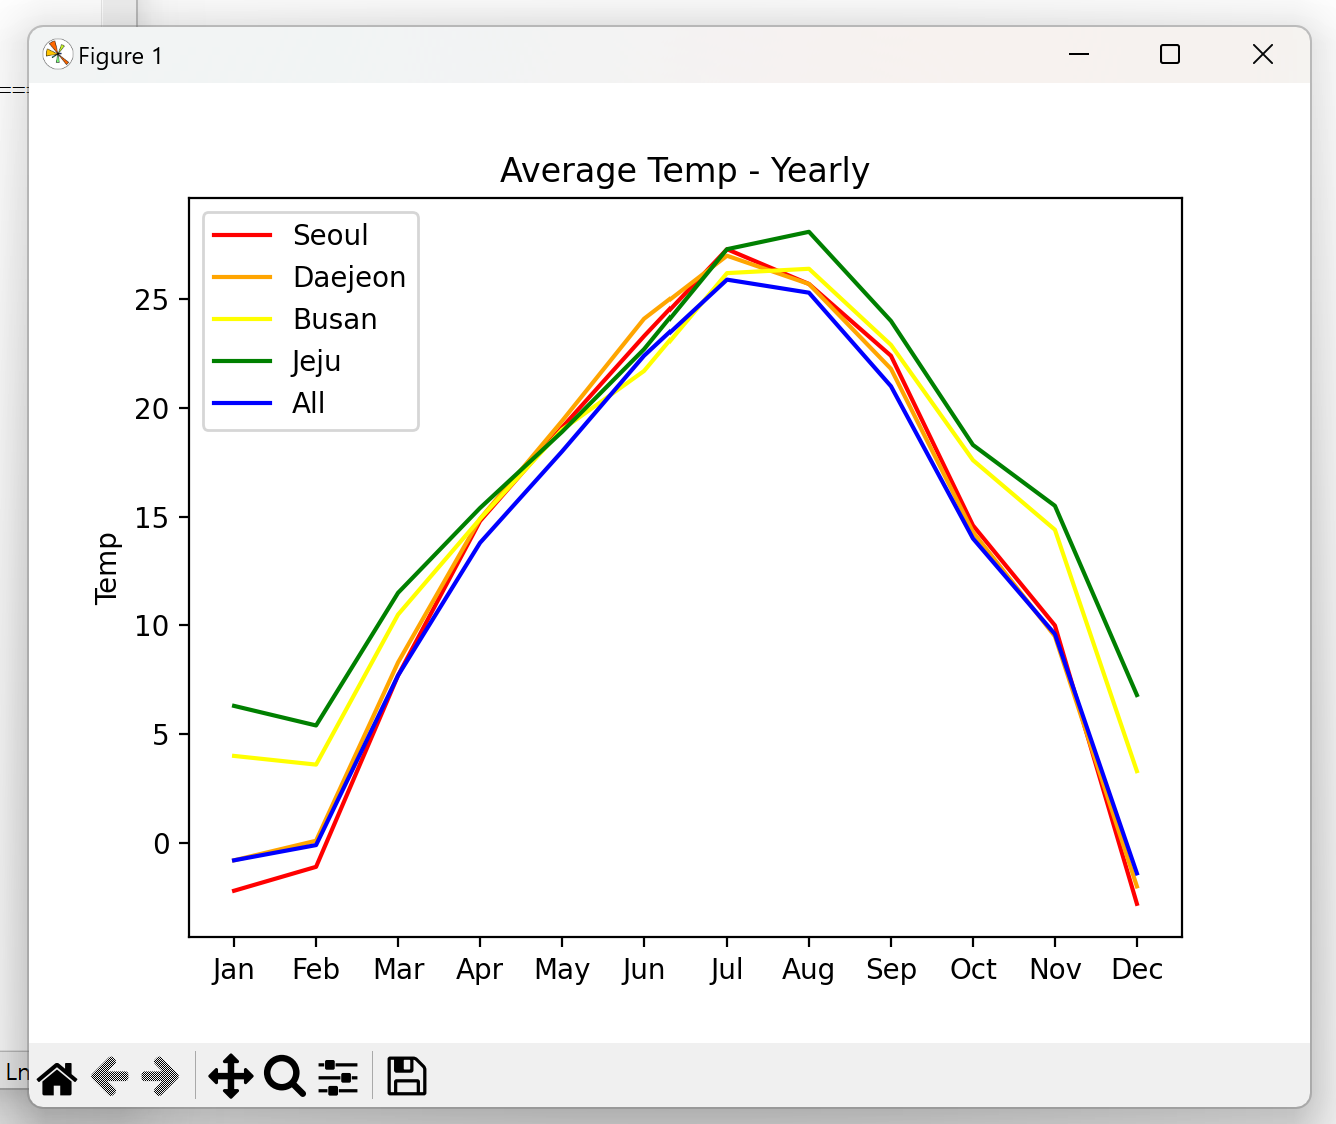 ===
Figure 1
Average Temp - Yearly
Seoul
Daejeon
Busan
Jeju
All
25
20
15
10
5
0
Temp
Jan Feb Mar Apr May Jun Jul Aug Sep Oct Nov Dec
Ln